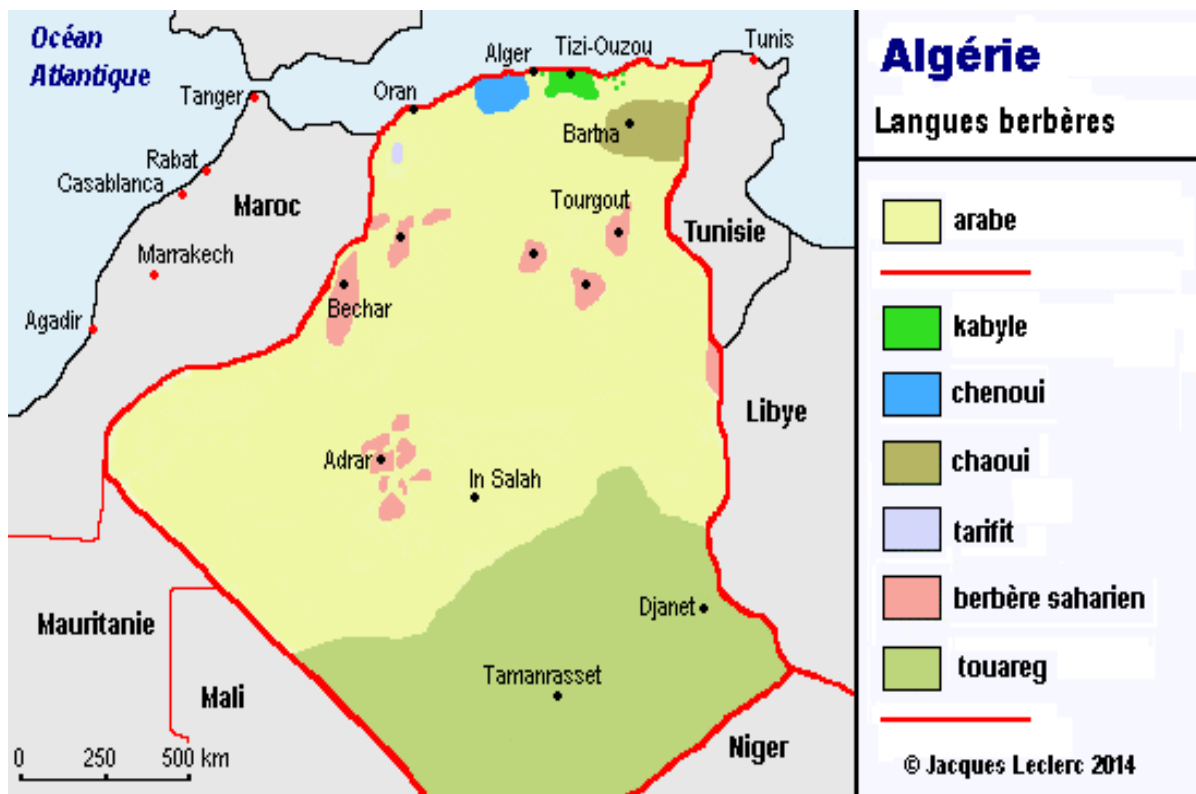 Océan
Atlantique
Alger
Tizi-Ouzou
Tunis
Tanger
Oran
Bartna
Rabat
Casablanca
Maroc
Tourgout
Tunisie
Marrakech
Bechar
Agadir
Libye
Adrar
In Salah
Djanet
Mauritanie
Tamanrasset
Mali
Niger
0 250 500 km
Algérie
Langues berbères
arabe
kabyle
chenoui
chaoui
tarifit
berbère saharien
touareg
© Jacques Leclerc 2014